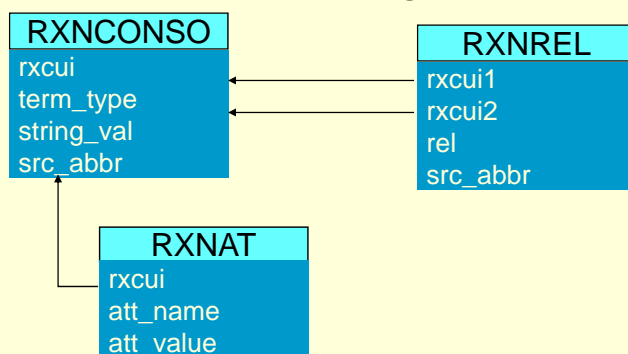 RXNCONSO
rxcui
term_type
string_val
src_abbr
RXNREL
rxcui1
rxcui2
rel
src_abbr
RXNAT
rxcui
att_name
att_value